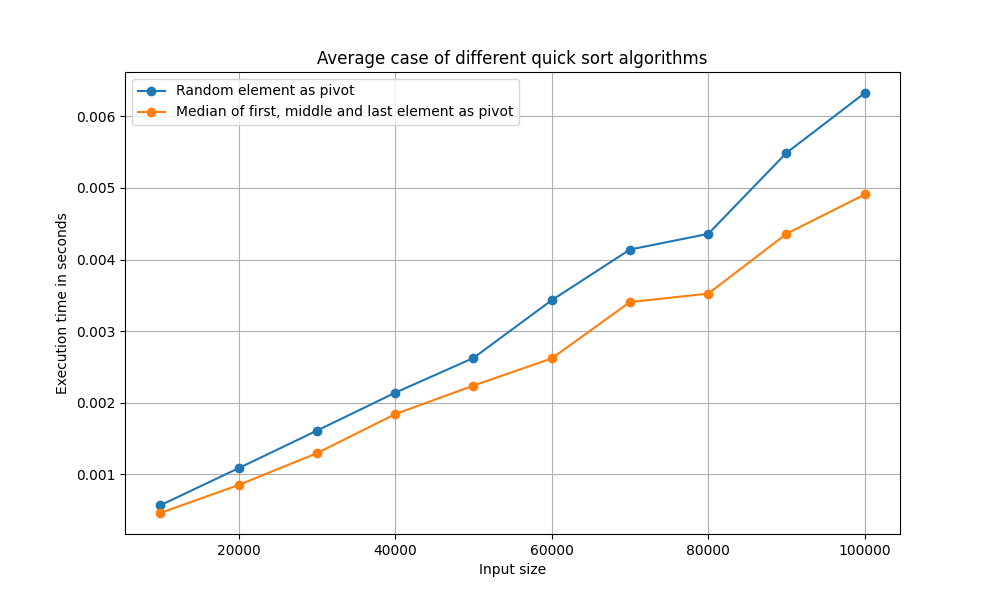 Average case of different quick sort algorithms
Random element as pivot
Median of first, middle and last element as pivot
Execution time in seconds
0.006
0.005
0.004
0.003
0.002
0.001
20000
40000
60000
80000
100000
Input size